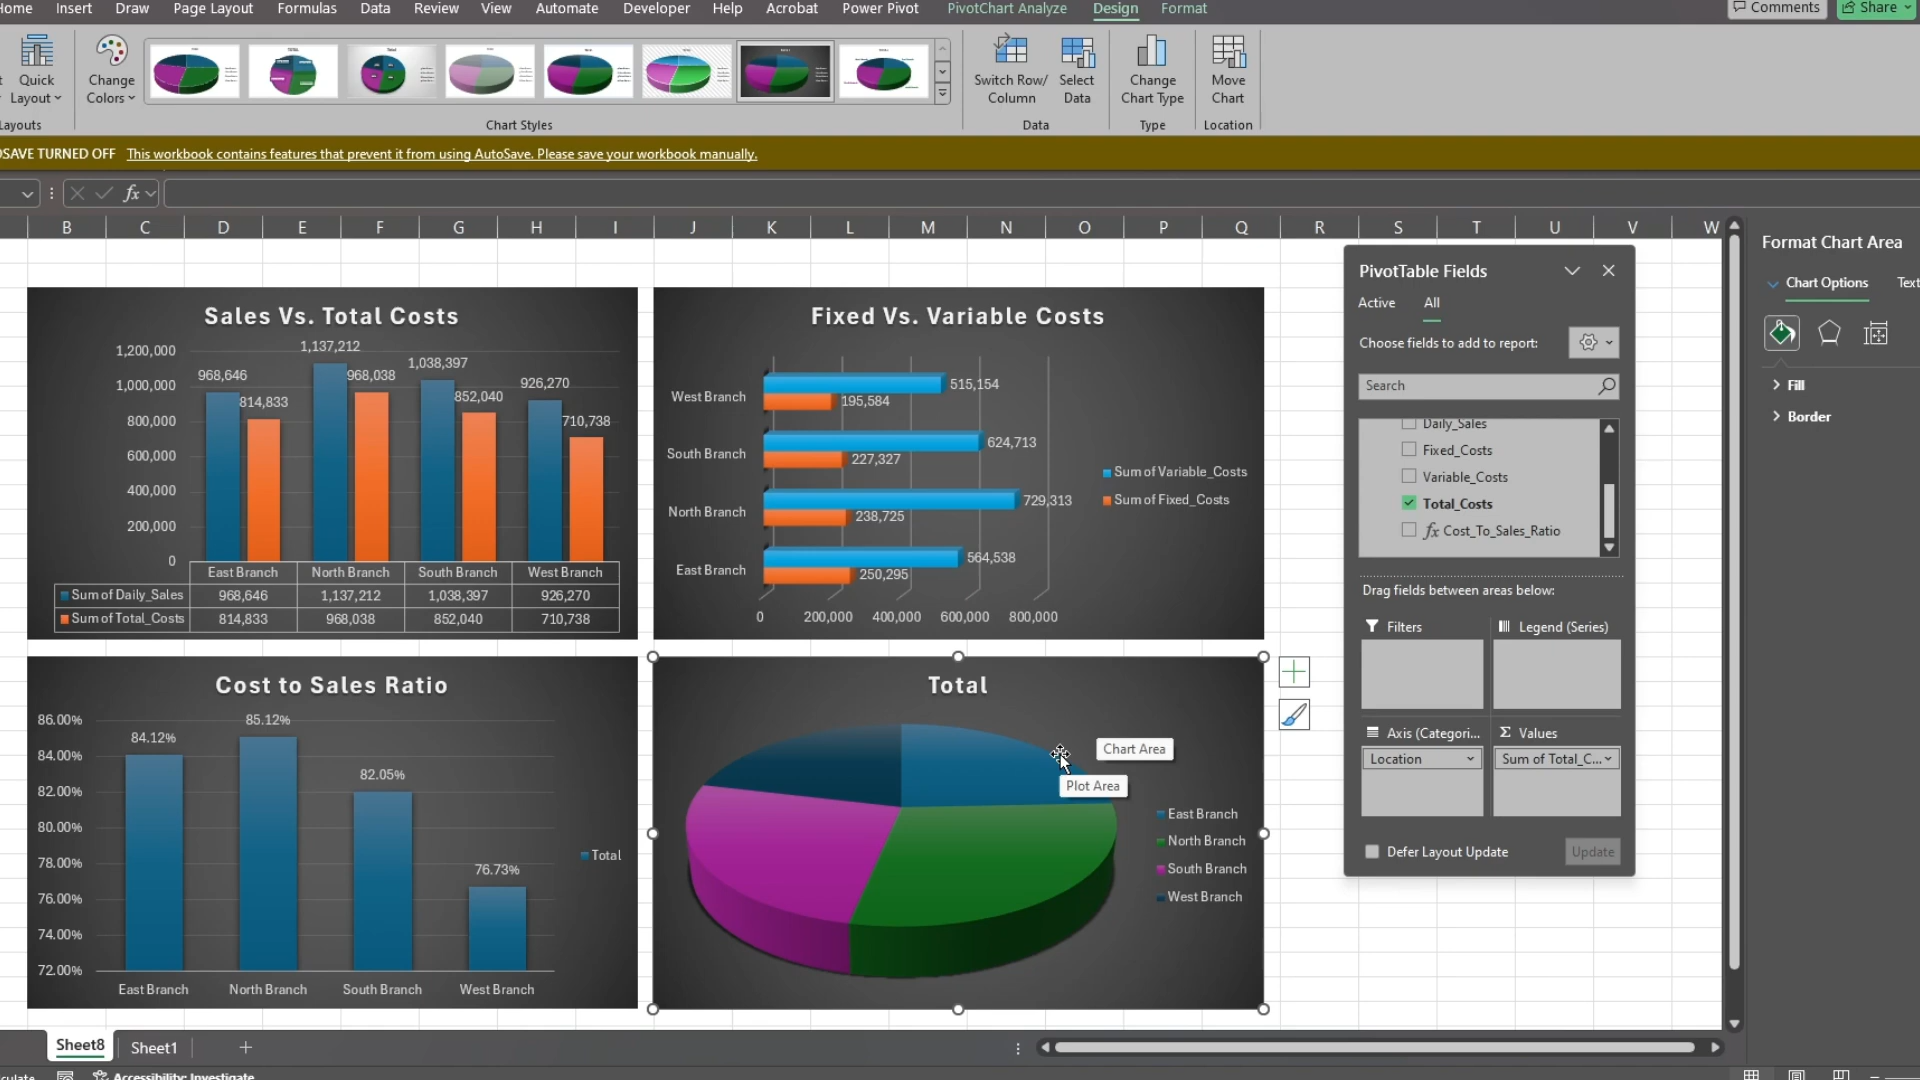 Home Insert Draw Page Layout Formulas Data Review View Automate Developer Help Acrobat Power Pivot PivotChart Analyze Design Format Comments Share
Quick Layout
Change Colors
Switch Row/ Column
Select Data
Change Chart Type
Move Chart
Layouts Chart Styles Data Type Location
OSAVE TURNED OFF This workbook contains features that prevent it from using AutoSave. Please save your workbook manually.
fx
B C D E F G H I J K L M N O P Q R S T U V W
Sales Vs. Total Costs
1,200,000
1,000,000
800,000
600,000
400,000
200,000
0
968,646 814,833 1,137,212 968,038 1,038,397 852,040 926,270 710,738
East Branch North Branch South Branch West Branch
Sum of Daily_Sales 968,646 1,137,212 1,038,397 926,270
Sum of Total_Costs 814,833 968,038 852,040 710,738
Fixed Vs. Variable Costs
West Branch 515,154
195,584
South Branch 624,713
227,327
North Branch 729,313
238,725
East Branch 564,538
250,295
0 200,000 400,000 600,000 800,000
Sum of Variable_Costs
Sum of Fixed_Costs
Cost to Sales Ratio
86.00%
84.00%
82.00%
80.00%
78.00%
76.00%
74.00%
72.00%
84.12% 85.12% 82.05% 76.73%
East Branch North Branch South Branch West Branch
Total
Total
Chart Area
Plot Area
East Branch
North Branch
South Branch
West Branch
PivotTable Fields
Active All
Choose fields to add to report:
Search
Daily_Sales
Fixed_Costs
Variable_Costs
Total_Costs
fx Cost_To_Sales_Ratio
Drag fields between areas below:
Filters Legend (Series)
Axis (Categori... Σ Values
Location Sum of Total_C...
Defer Layout Update Update
Format Chart Area
Chart Options Text
Fill
Border
Sheet8 Sheet1
culate Accessibility: Investigate